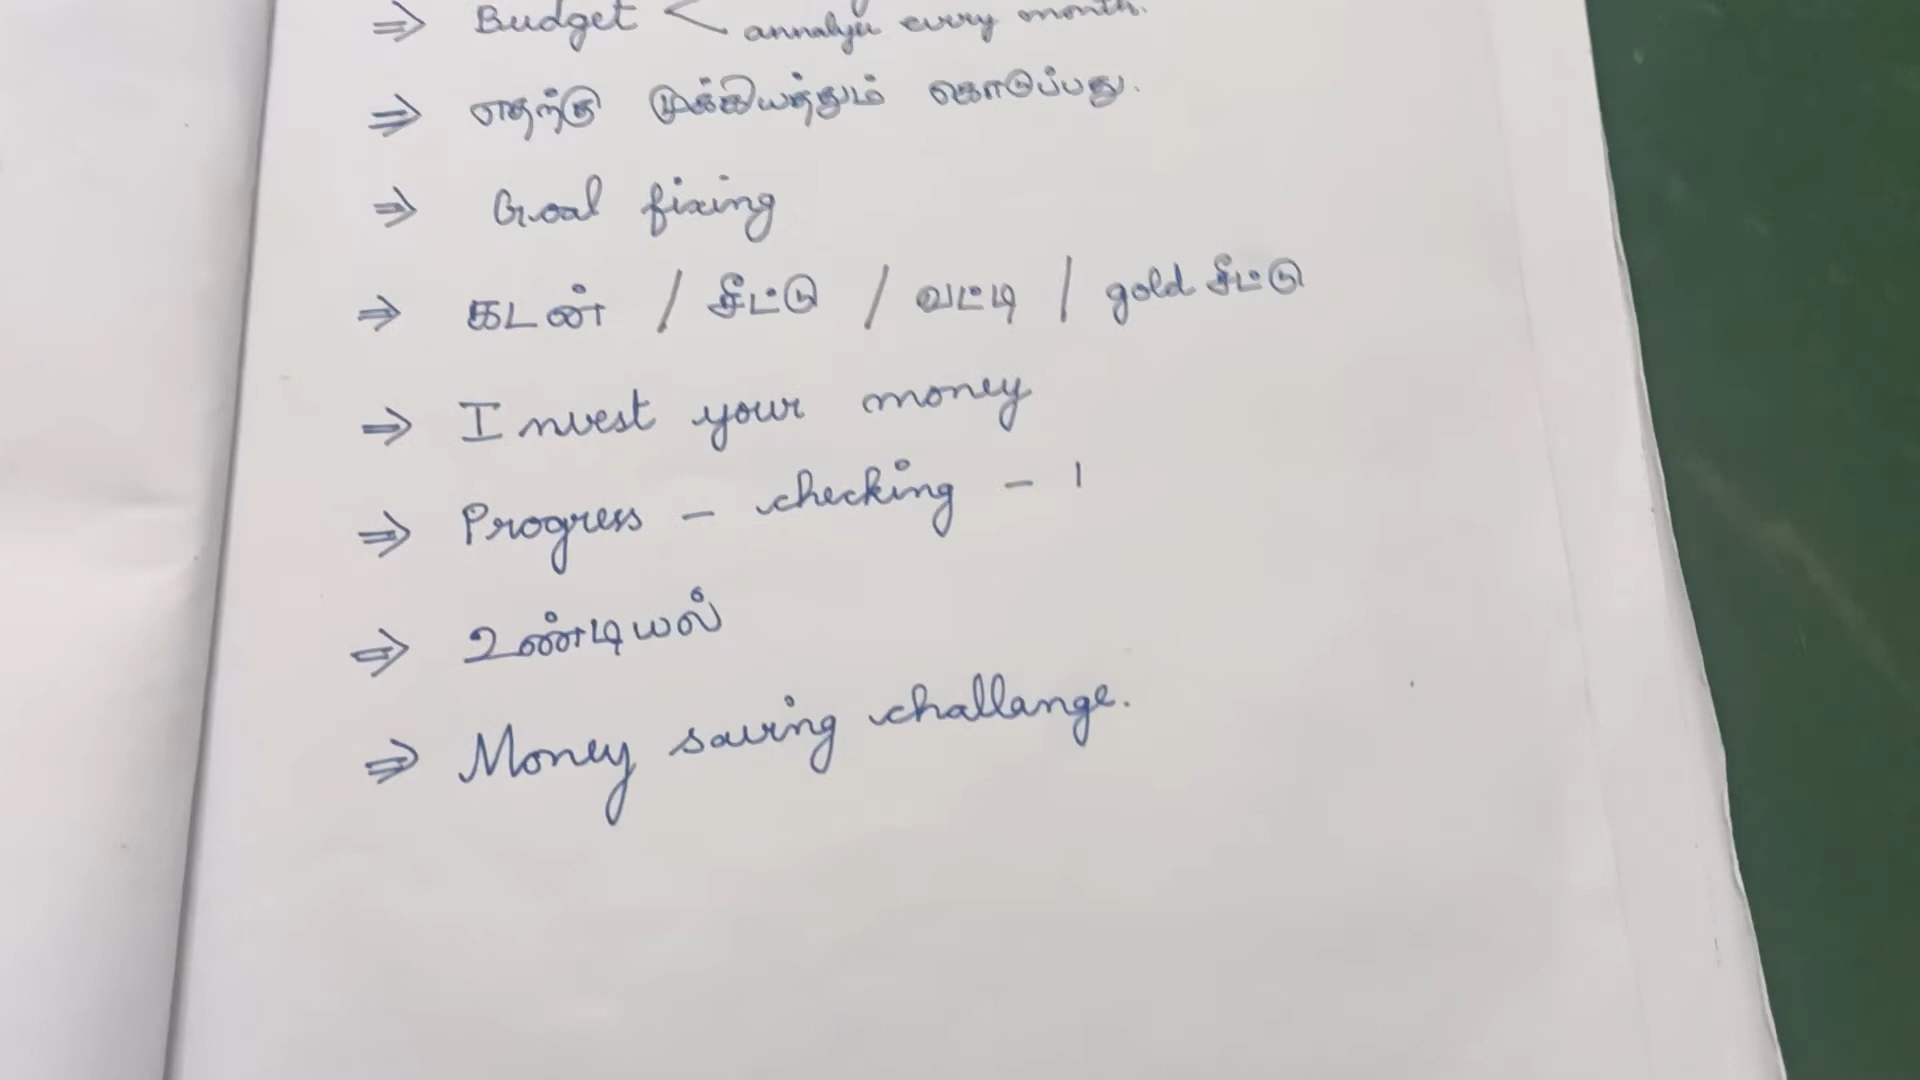 ⇒ Budget < annalyse every month.
⇒ எதற்கு முக்கியத்தும் கொடுப்பது.
⇒ Goal fixing
⇒ கடன் / சீட்டு / வட்டி / gold சீட்டு
⇒ Invest your money
⇒ Progress - checking - 1
⇒ உண்டியல்
⇒ Money saving challange.